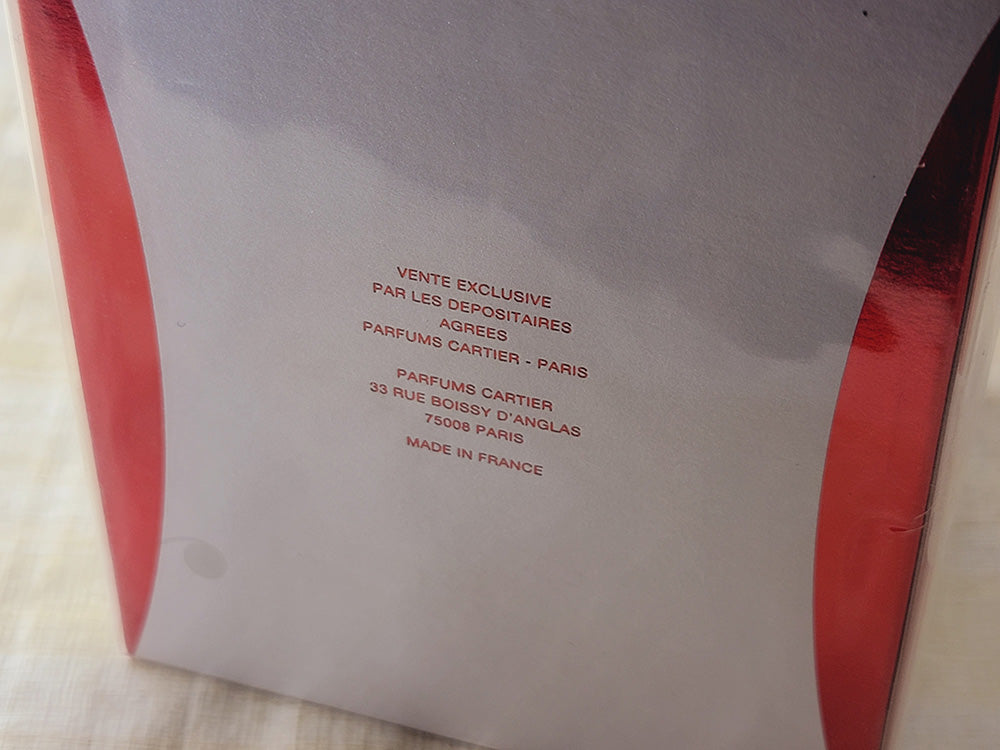 VENTE EXCLUSIVE
PAR LES DEPOSITAIRES
AGREES
PARFUMS CARTIER - PARIS
PARFUMS CARTIER
33 RUE BOISSY D'ANGLAS
75008 PARIS
MADE IN FRANCE